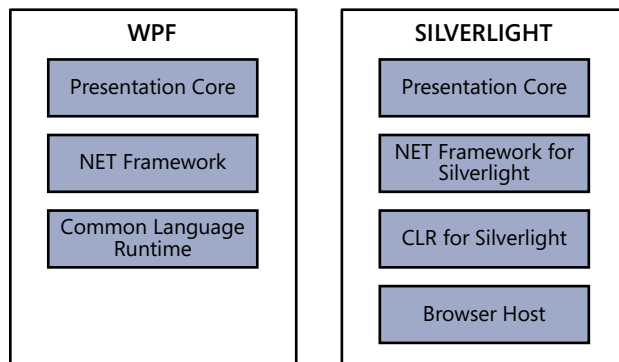 WPF
Presentation Core
NET Framework
Common Language
Runtime
SILVERLIGHT
Presentation Core
NET Framework for
Silverlight
CLR for Silverlight
Browser Host